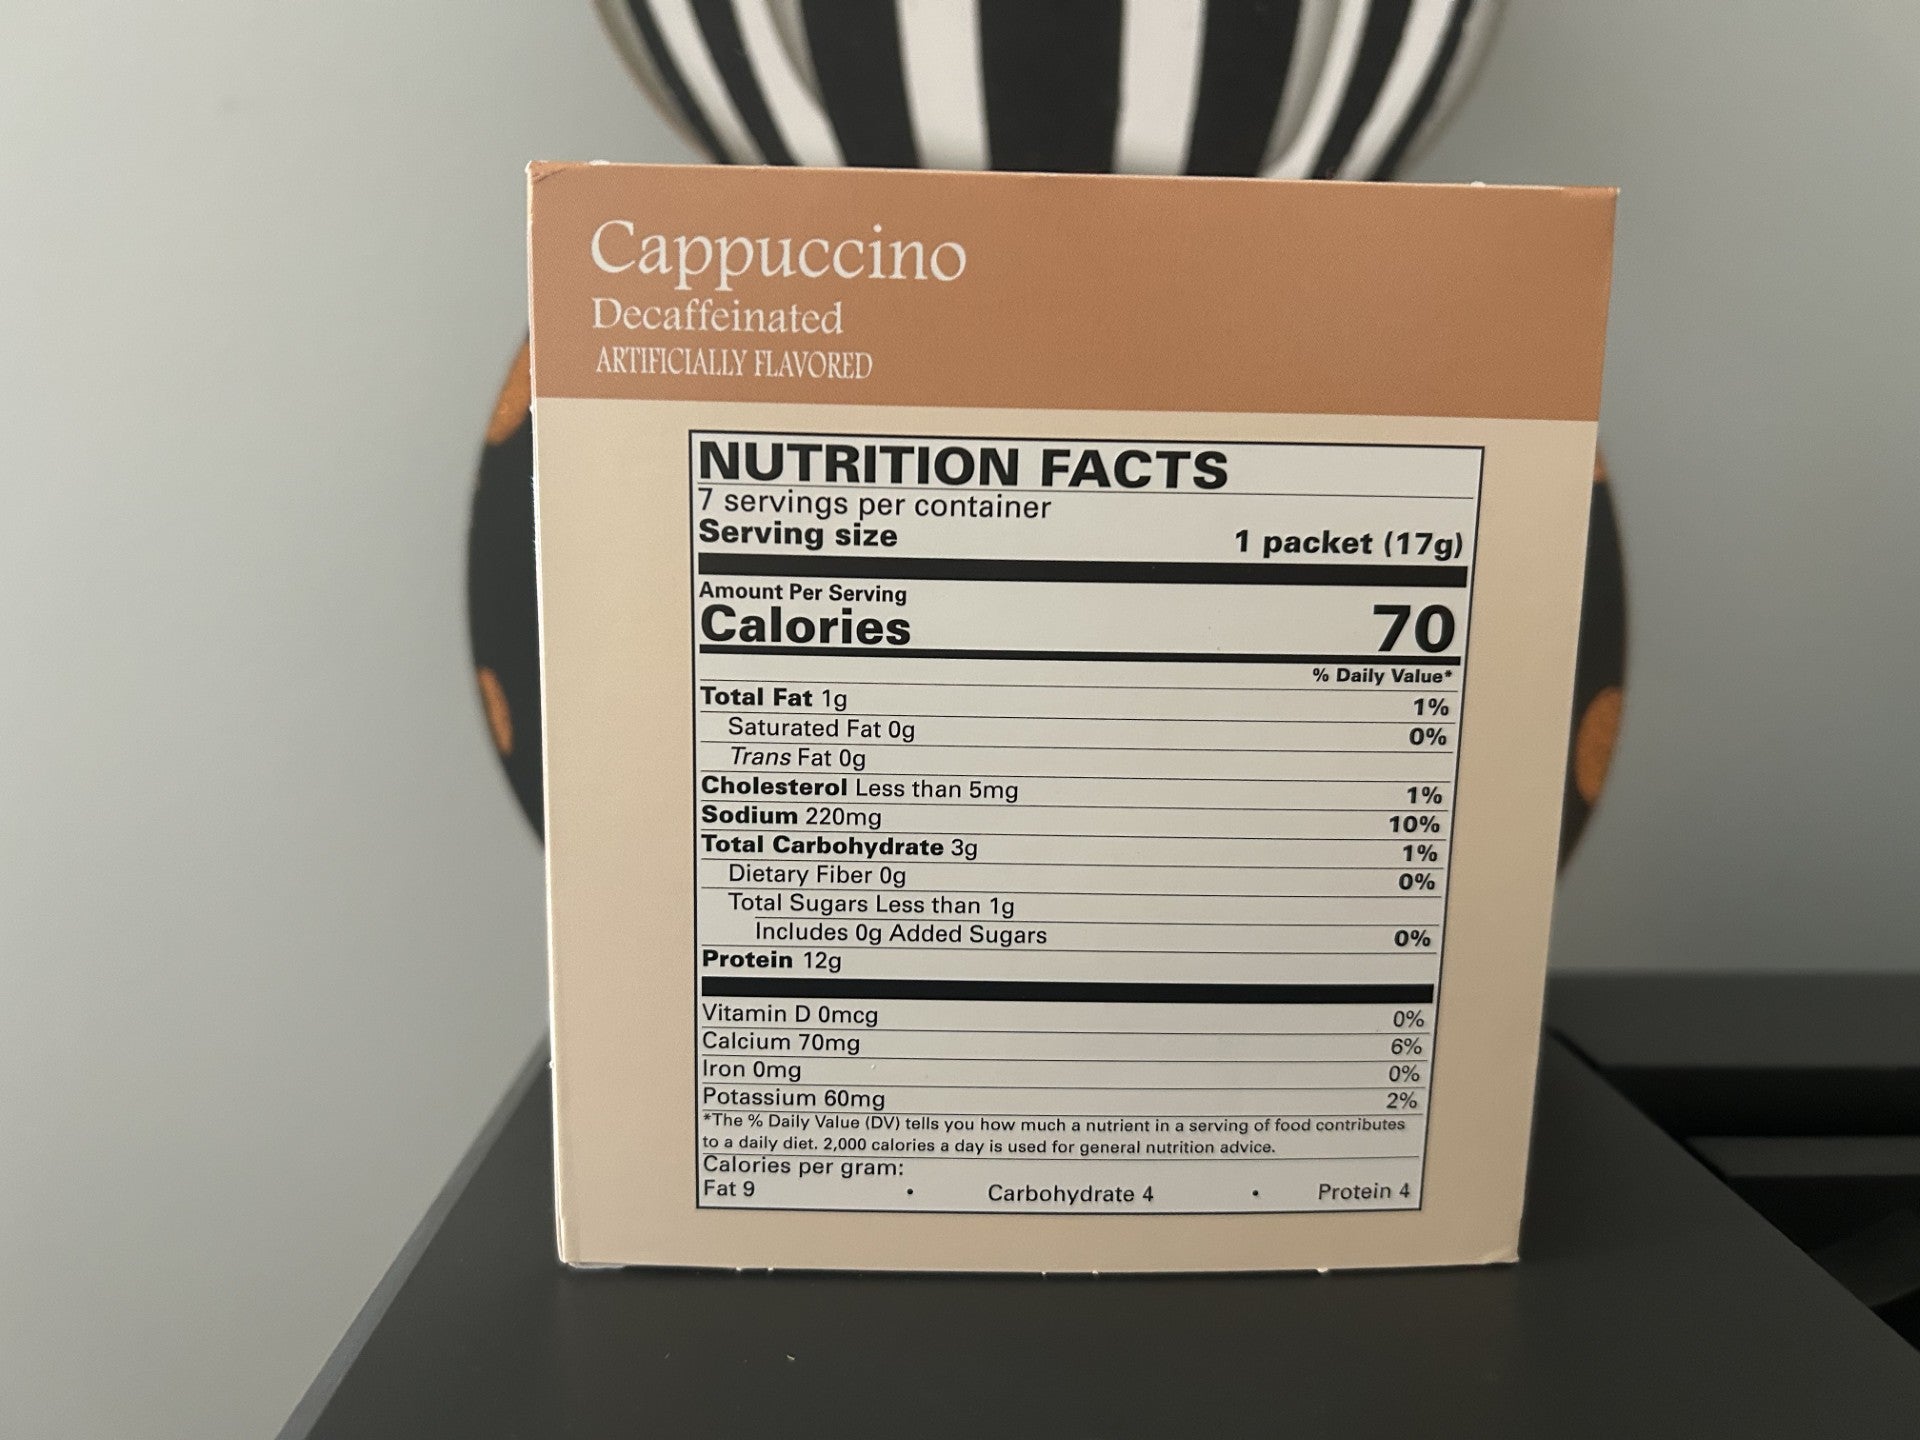 Cappuccino
Decaffeinated
ARTIFICIALLY FLAVORED
NUTRITION FACTS
7 servings per container
Serving size 1 packet (17g)
Amount Per Serving
Calories 70
% Daily Value*
Total Fat 1g 1%
Saturated Fat 0g 0%
Trans Fat 0g
Cholesterol Less than 5mg 1%
Sodium 220mg 10%
Total Carbohydrate 3g 1%
Dietary Fiber 0g 0%
Total Sugars Less than 1g
Includes 0g Added Sugars 0%
Protein 12g
Vitamin D 0mcg 0%
Calcium 70mg 6%
Iron 0mg 0%
Potassium 60mg 2%
*The % Daily Value (DV) tells you how much a nutrient in a serving of food contributes
to a daily diet. 2,000 calories a day is used for general nutrition advice.
Calories per gram:
Fat 9 • Carbohydrate 4 • Protein 4